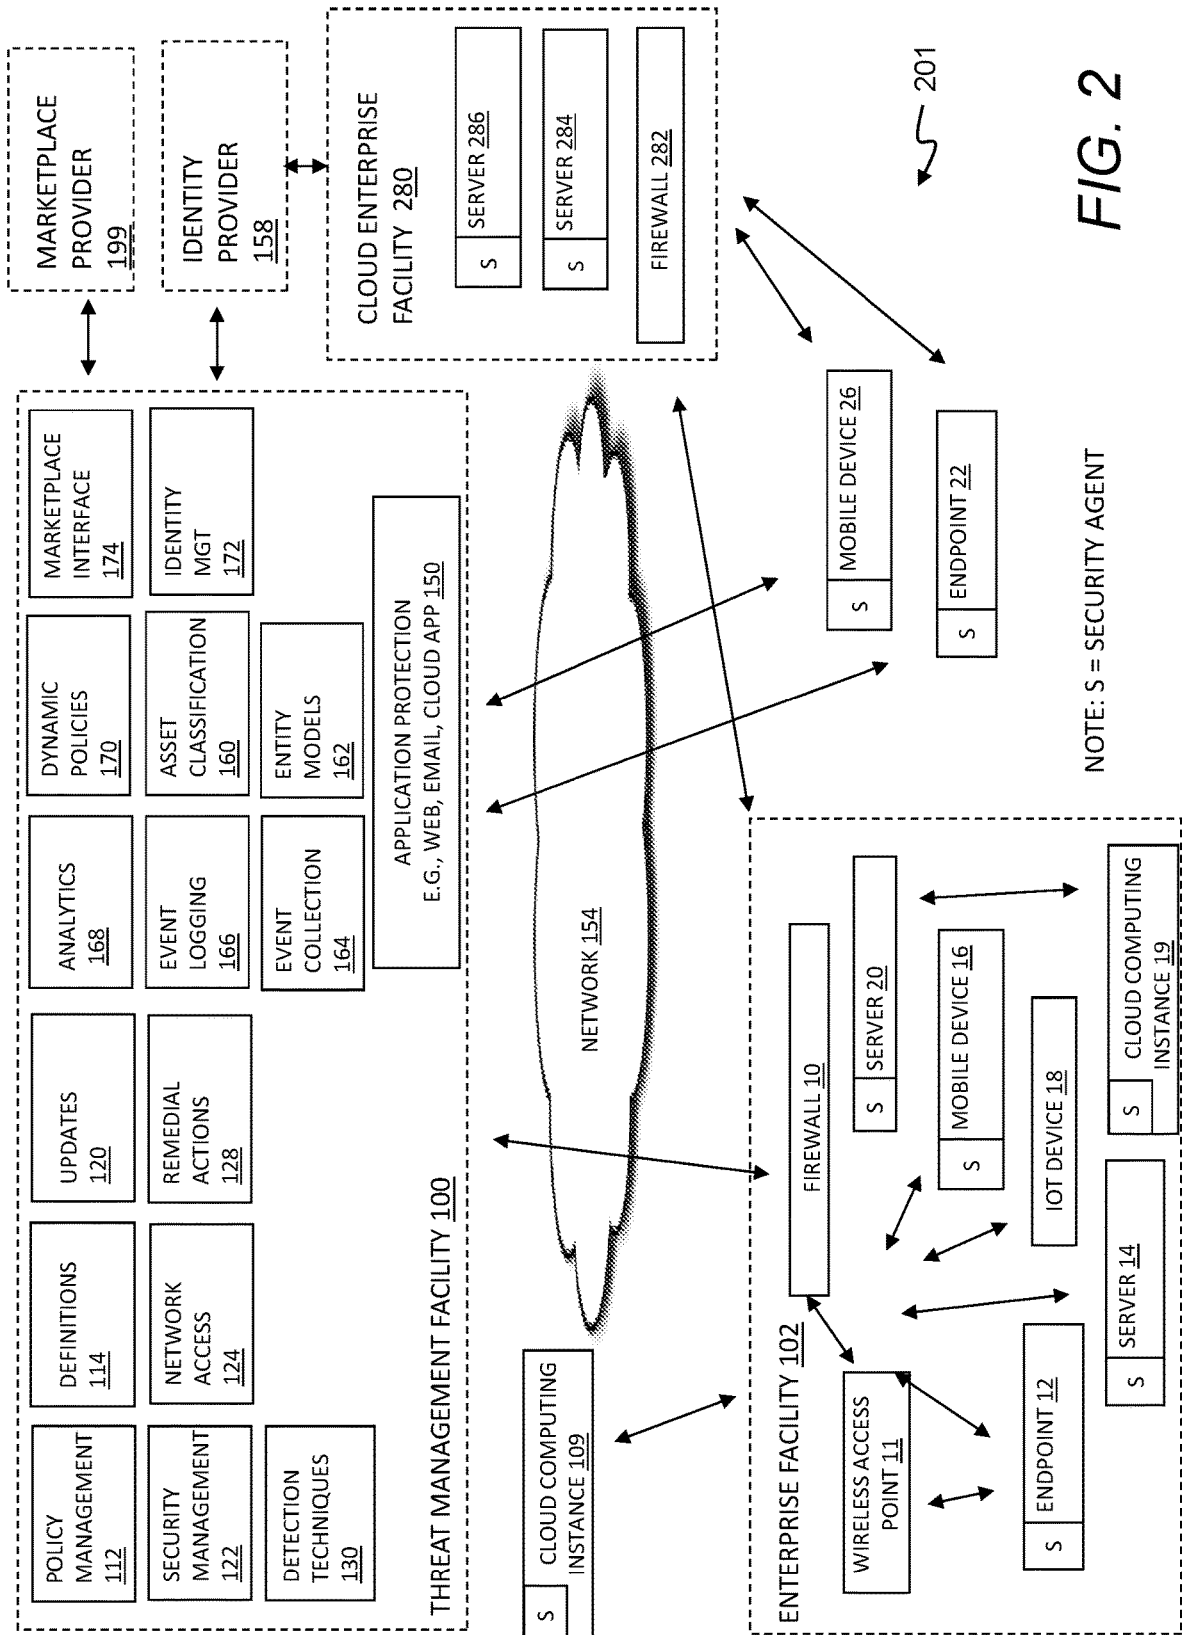 POLICY
MANAGEMENT
112
DEFINITIONS
114
UPDATES
120
ANALYTICS
168
DYNAMIC
POLICIES
170
MARKETPLACE
INTERFACE
174
MARKETPLACE
PROVIDER
199
SECURITY
MANAGEMENT
122
NETWORK
ACCESS
124
REMEDIAL
ACTIONS
128
EVENT
LOGGING
166
ASSET
CLASSIFICATION
160
IDENTITY
MGT
172
IDENTITY
PROVIDER
158
DETECTION
TECHNIQUES
130
EVENT
COLLECTION
164
ENTITY
MODELS
162
APPLICATION PROTECTION
E.G., WEB, EMAIL, CLOUD APP 150
THREAT MANAGEMENT FACILITY 100
CLOUD ENTERPRISE
FACILITY 280
S
SERVER 286
S
SERVER 284
FIREWALL 282
S
CLOUD COMPUTING
INSTANCE 109
NETWORK 154
ENTERPRISE FACILITY 102
FIREWALL 10
WIRELESS ACCESS
POINT 11
S
SERVER 20
S
MOBILE DEVICE 16
S
ENDPOINT 12
IOT DEVICE 18
S
SERVER 14
S
CLOUD COMPUTING
INSTANCE 19
S
MOBILE DEVICE 26
S
ENDPOINT 22
NOTE: S = SECURITY AGENT
201
FIG. 2